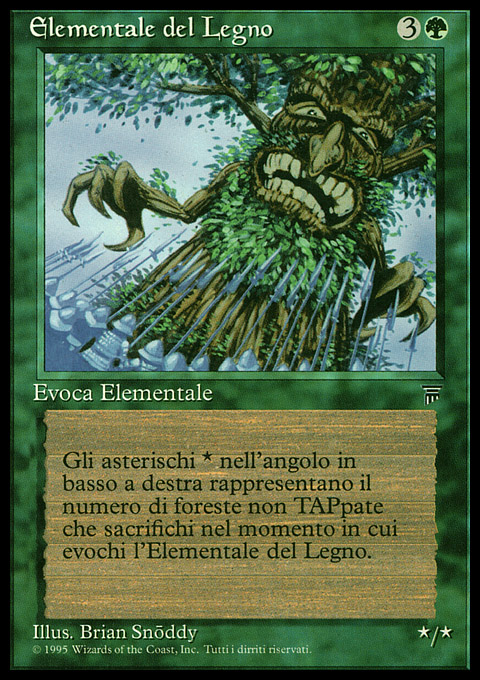 Elementale del Legno 3
Evoca Elementale
Gli asterischi * nell'angolo in
basso a destra rappresentano il
numero di foreste non TAPpate
che sacrifichi nel momento in cui
evochi l'Elementale del Legno.
Illus. Brian Snōddy
*/*
© 1995 Wizards of the Coast, Inc. Tutti i dirriti riservati.